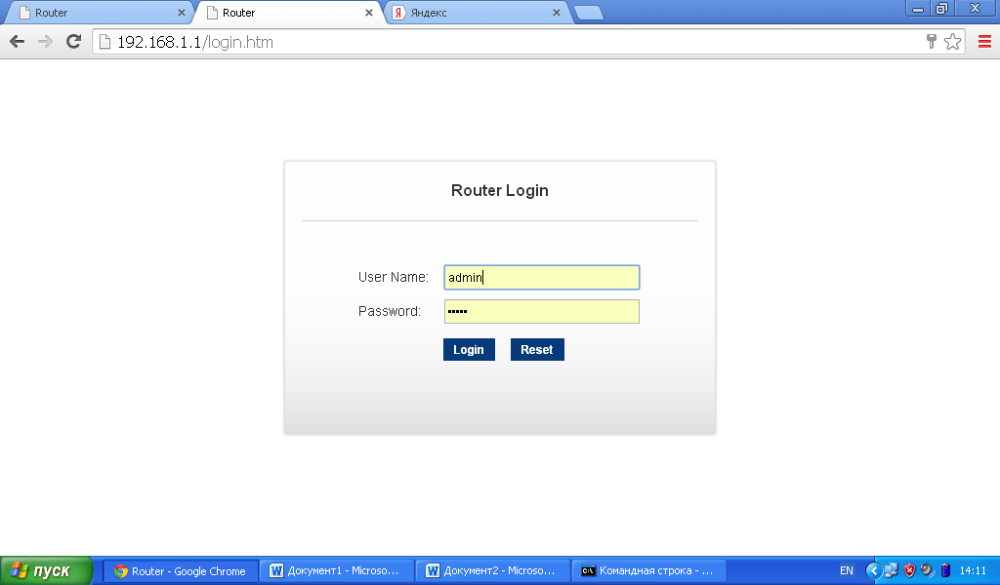 Router
Router
Яндекс
192.168.1.1/login.htm
Router Login
User Name: admin
Password: •••••
Login Reset
пуск
Router - Google Chrome
Документ1 - Microso...
Документ2 - Microso...
Командная строка - ...
EN
14:11